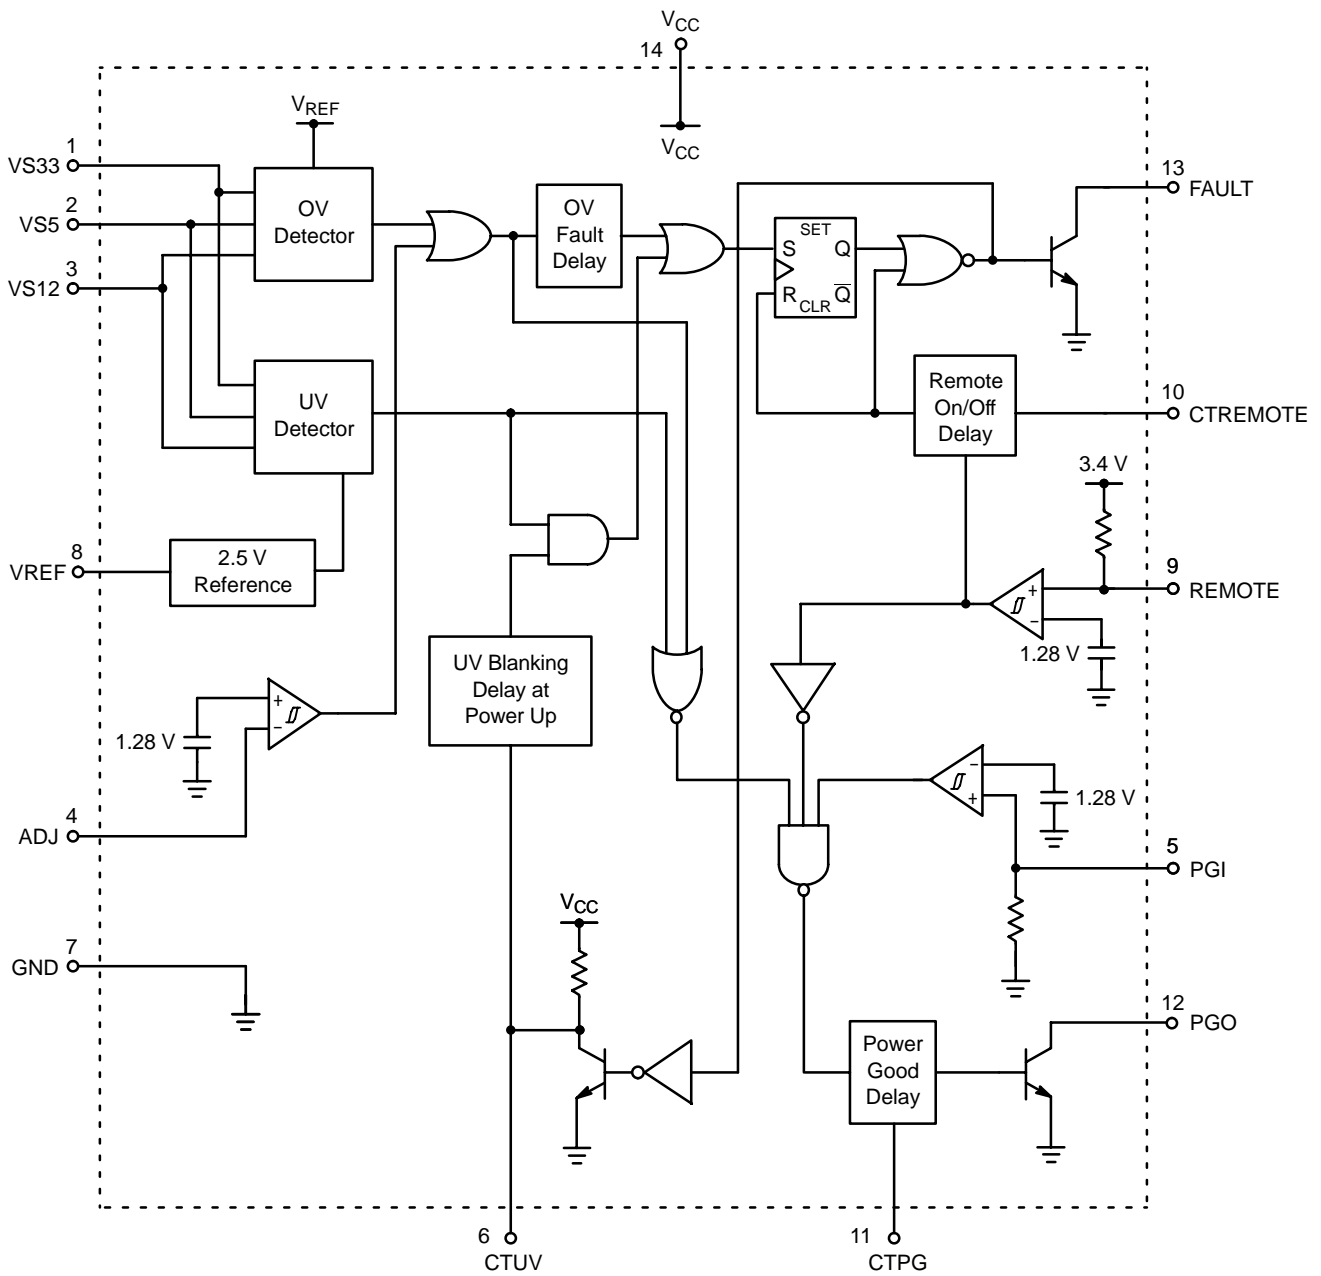 VCC
14
VCC
VREF
1
VS33
2
VS5
3
VS12
OV
Detector
OV
Fault
Delay
SET
S
Q
R
CLR
Q̅
13
FAULT
UV
Detector
Remote
On/Off
Delay
10
CTREMOTE
3.4 V
8
VREF
2.5 V
Reference
9
REMOTE
+
−
1.28 V
UV Blanking
Delay at
Power Up
+
−
1.28 V
−
+
1.28 V
4
ADJ
5
PGI
VCC
7
GND
12
PGO
Power
Good
Delay
6
CTUV
11
CTPG